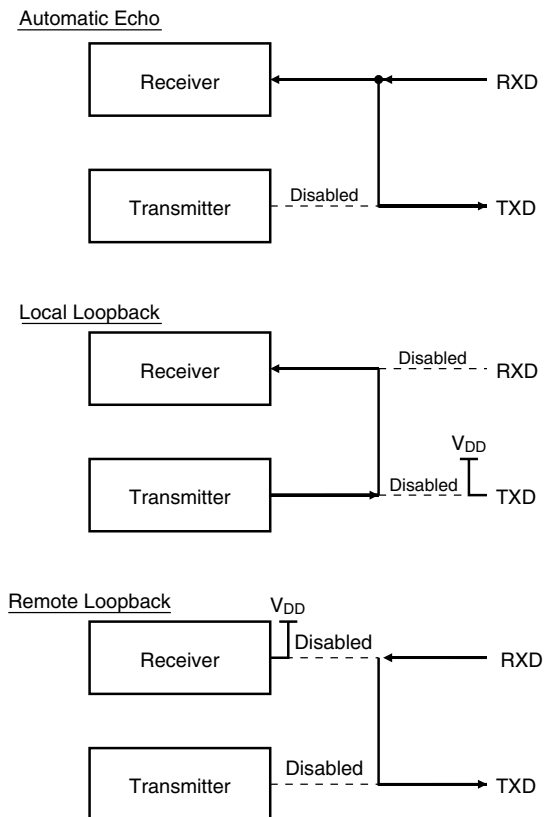 Automatic Echo
Receiver
RXD
Transmitter
Disabled
TXD
Local Loopback
Receiver
Disabled
RXD
VDD
Transmitter
Disabled
TXD
Remote Loopback
VDD
Receiver
Disabled
RXD
Transmitter
Disabled
TXD